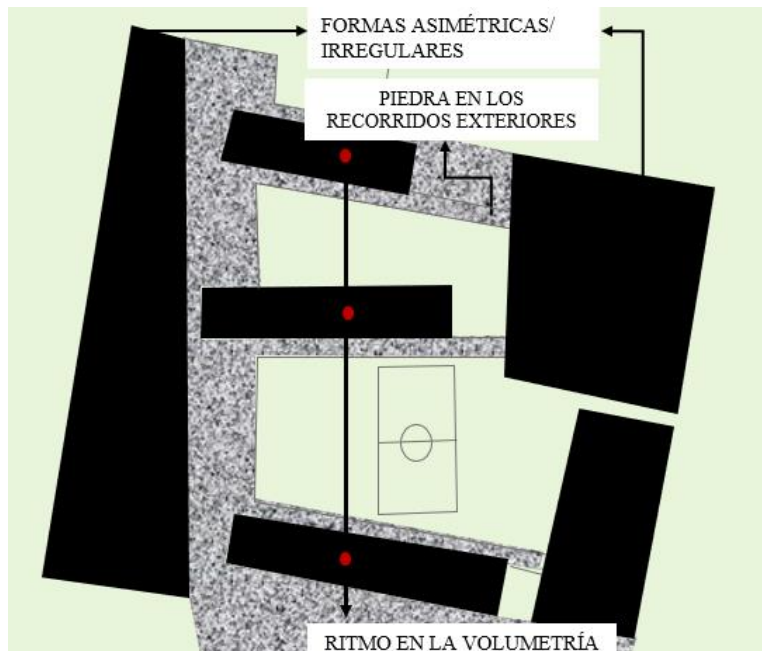 FORMAS ASIMÉTRICAS/
IRREGULARES
PIEDRA EN LOS
RECORRIDOS EXTERIORES
RITMO EN LA VOLUMETRÍA